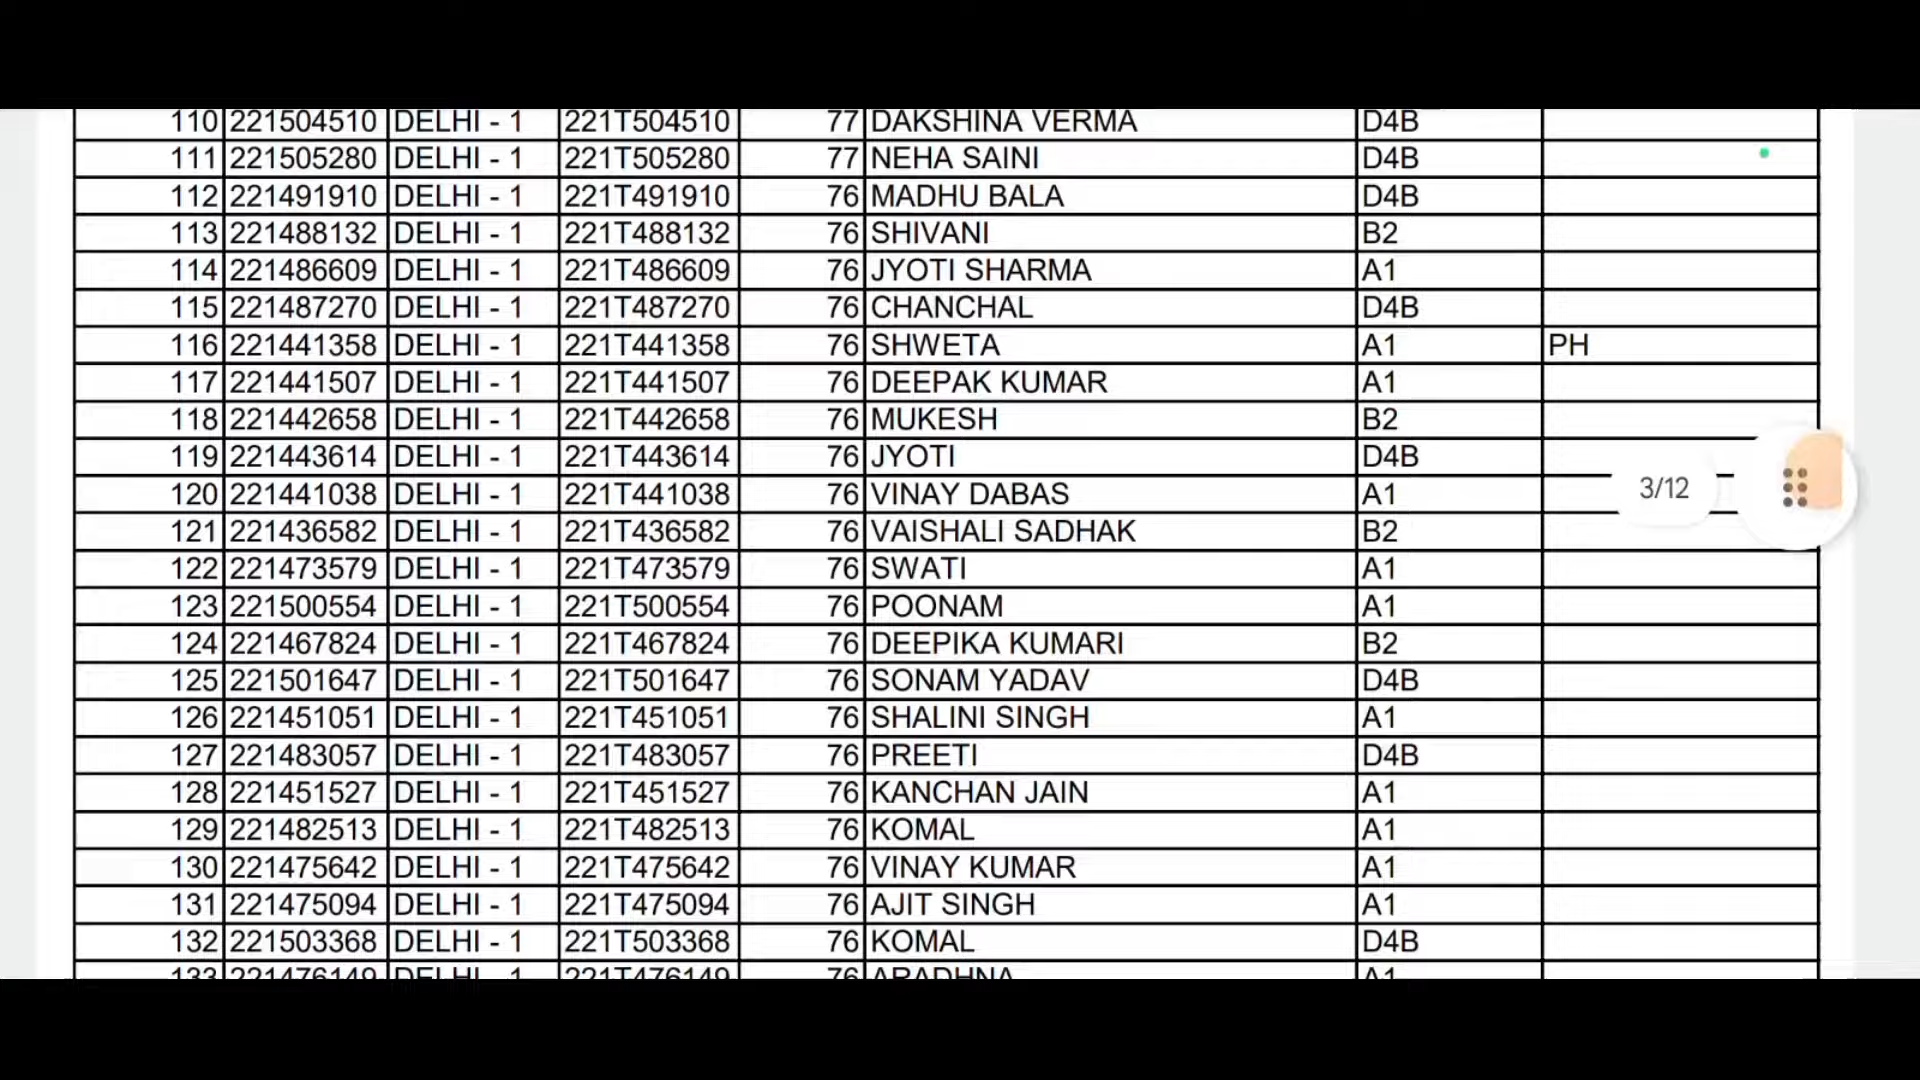 110 221504510 DELHI - 1 221T504510 77 DAKSHINA VERMA D4B
111 221505280 DELHI - 1 221T505280 77 NEHA SAINI D4B
112 221491910 DELHI - 1 221T491910 76 MADHU BALA D4B
113 221488132 DELHI - 1 221T488132 76 SHIVANI B2
114 221486609 DELHI - 1 221T486609 76 JYOTI SHARMA A1
115 221487270 DELHI - 1 221T487270 76 CHANCHAL D4B
116 221441358 DELHI - 1 221T441358 76 SHWETA A1 PH
117 221441507 DELHI - 1 221T441507 76 DEEPAK KUMAR A1
118 221442658 DELHI - 1 221T442658 76 MUKESH B2
119 221443614 DELHI - 1 221T443614 76 JYOTI D4B
120 221441038 DELHI - 1 221T441038 76 VINAY DABAS A1 3/12
121 221436582 DELHI - 1 221T436582 76 VAISHALI SADHAK B2
122 221473579 DELHI - 1 221T473579 76 SWATI A1
123 221500554 DELHI - 1 221T500554 76 POONAM A1
124 221467824 DELHI - 1 221T467824 76 DEEPIKA KUMARI B2
125 221501647 DELHI - 1 221T501647 76 SONAM YADAV D4B
126 221451051 DELHI - 1 221T451051 76 SHALINI SINGH A1
127 221483057 DELHI - 1 221T483057 76 PREETI D4B
128 221451527 DELHI - 1 221T451527 76 KANCHAN JAIN A1
129 221482513 DELHI - 1 221T482513 76 KOMAL A1
130 221475642 DELHI - 1 221T475642 76 VINAY KUMAR A1
131 221475094 DELHI - 1 221T475094 76 AJIT SINGH A1
132 221503368 DELHI - 1 221T503368 76 KOMAL D4B
133 221476149 DELHI - 1 221T476149 76 ARADHNA A1